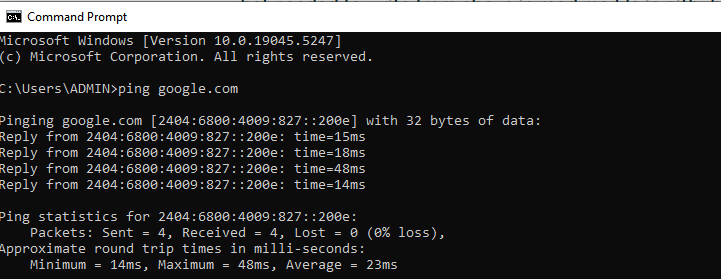 Command Prompt
Microsoft Windows [Version 10.0.19045.5247]
(c) Microsoft Corporation. All rights reserved.
C:\Users\ADMIN>ping google.com
Pinging google.com [2404:6800:4009:827::200e] with 32 bytes of data:
Reply from 2404:6800:4009:827::200e: time=15ms
Reply from 2404:6800:4009:827::200e: time=18ms
Reply from 2404:6800:4009:827::200e: time=48ms
Reply from 2404:6800:4009:827::200e: time=14ms
Ping statistics for 2404:6800:4009:827::200e:
    Packets: Sent = 4, Received = 4, Lost = 0 (0% loss),
Approximate round trip times in milli-seconds:
    Minimum = 14ms, Maximum = 48ms, Average = 23ms